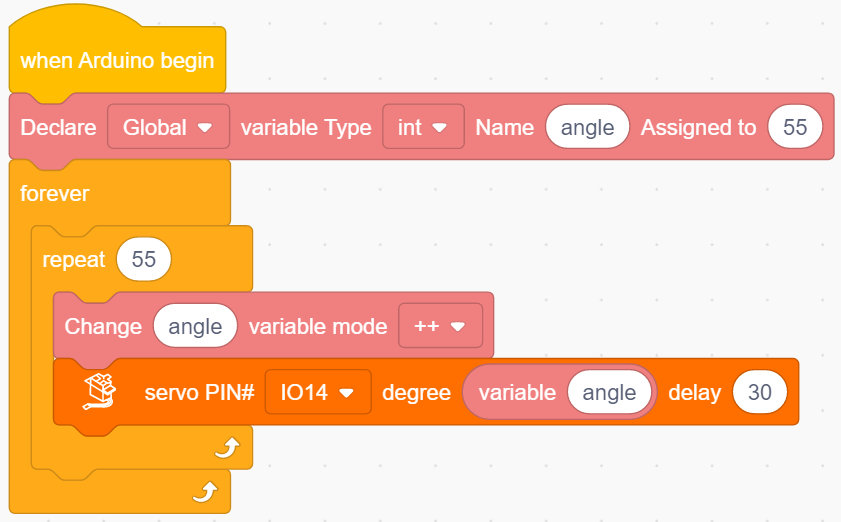 when Arduino begin
Declare Global variable Type int Name angle Assigned to 55
forever
repeat 55
Change angle variable mode ++
servo PIN# IO14 degree variable angle delay 30